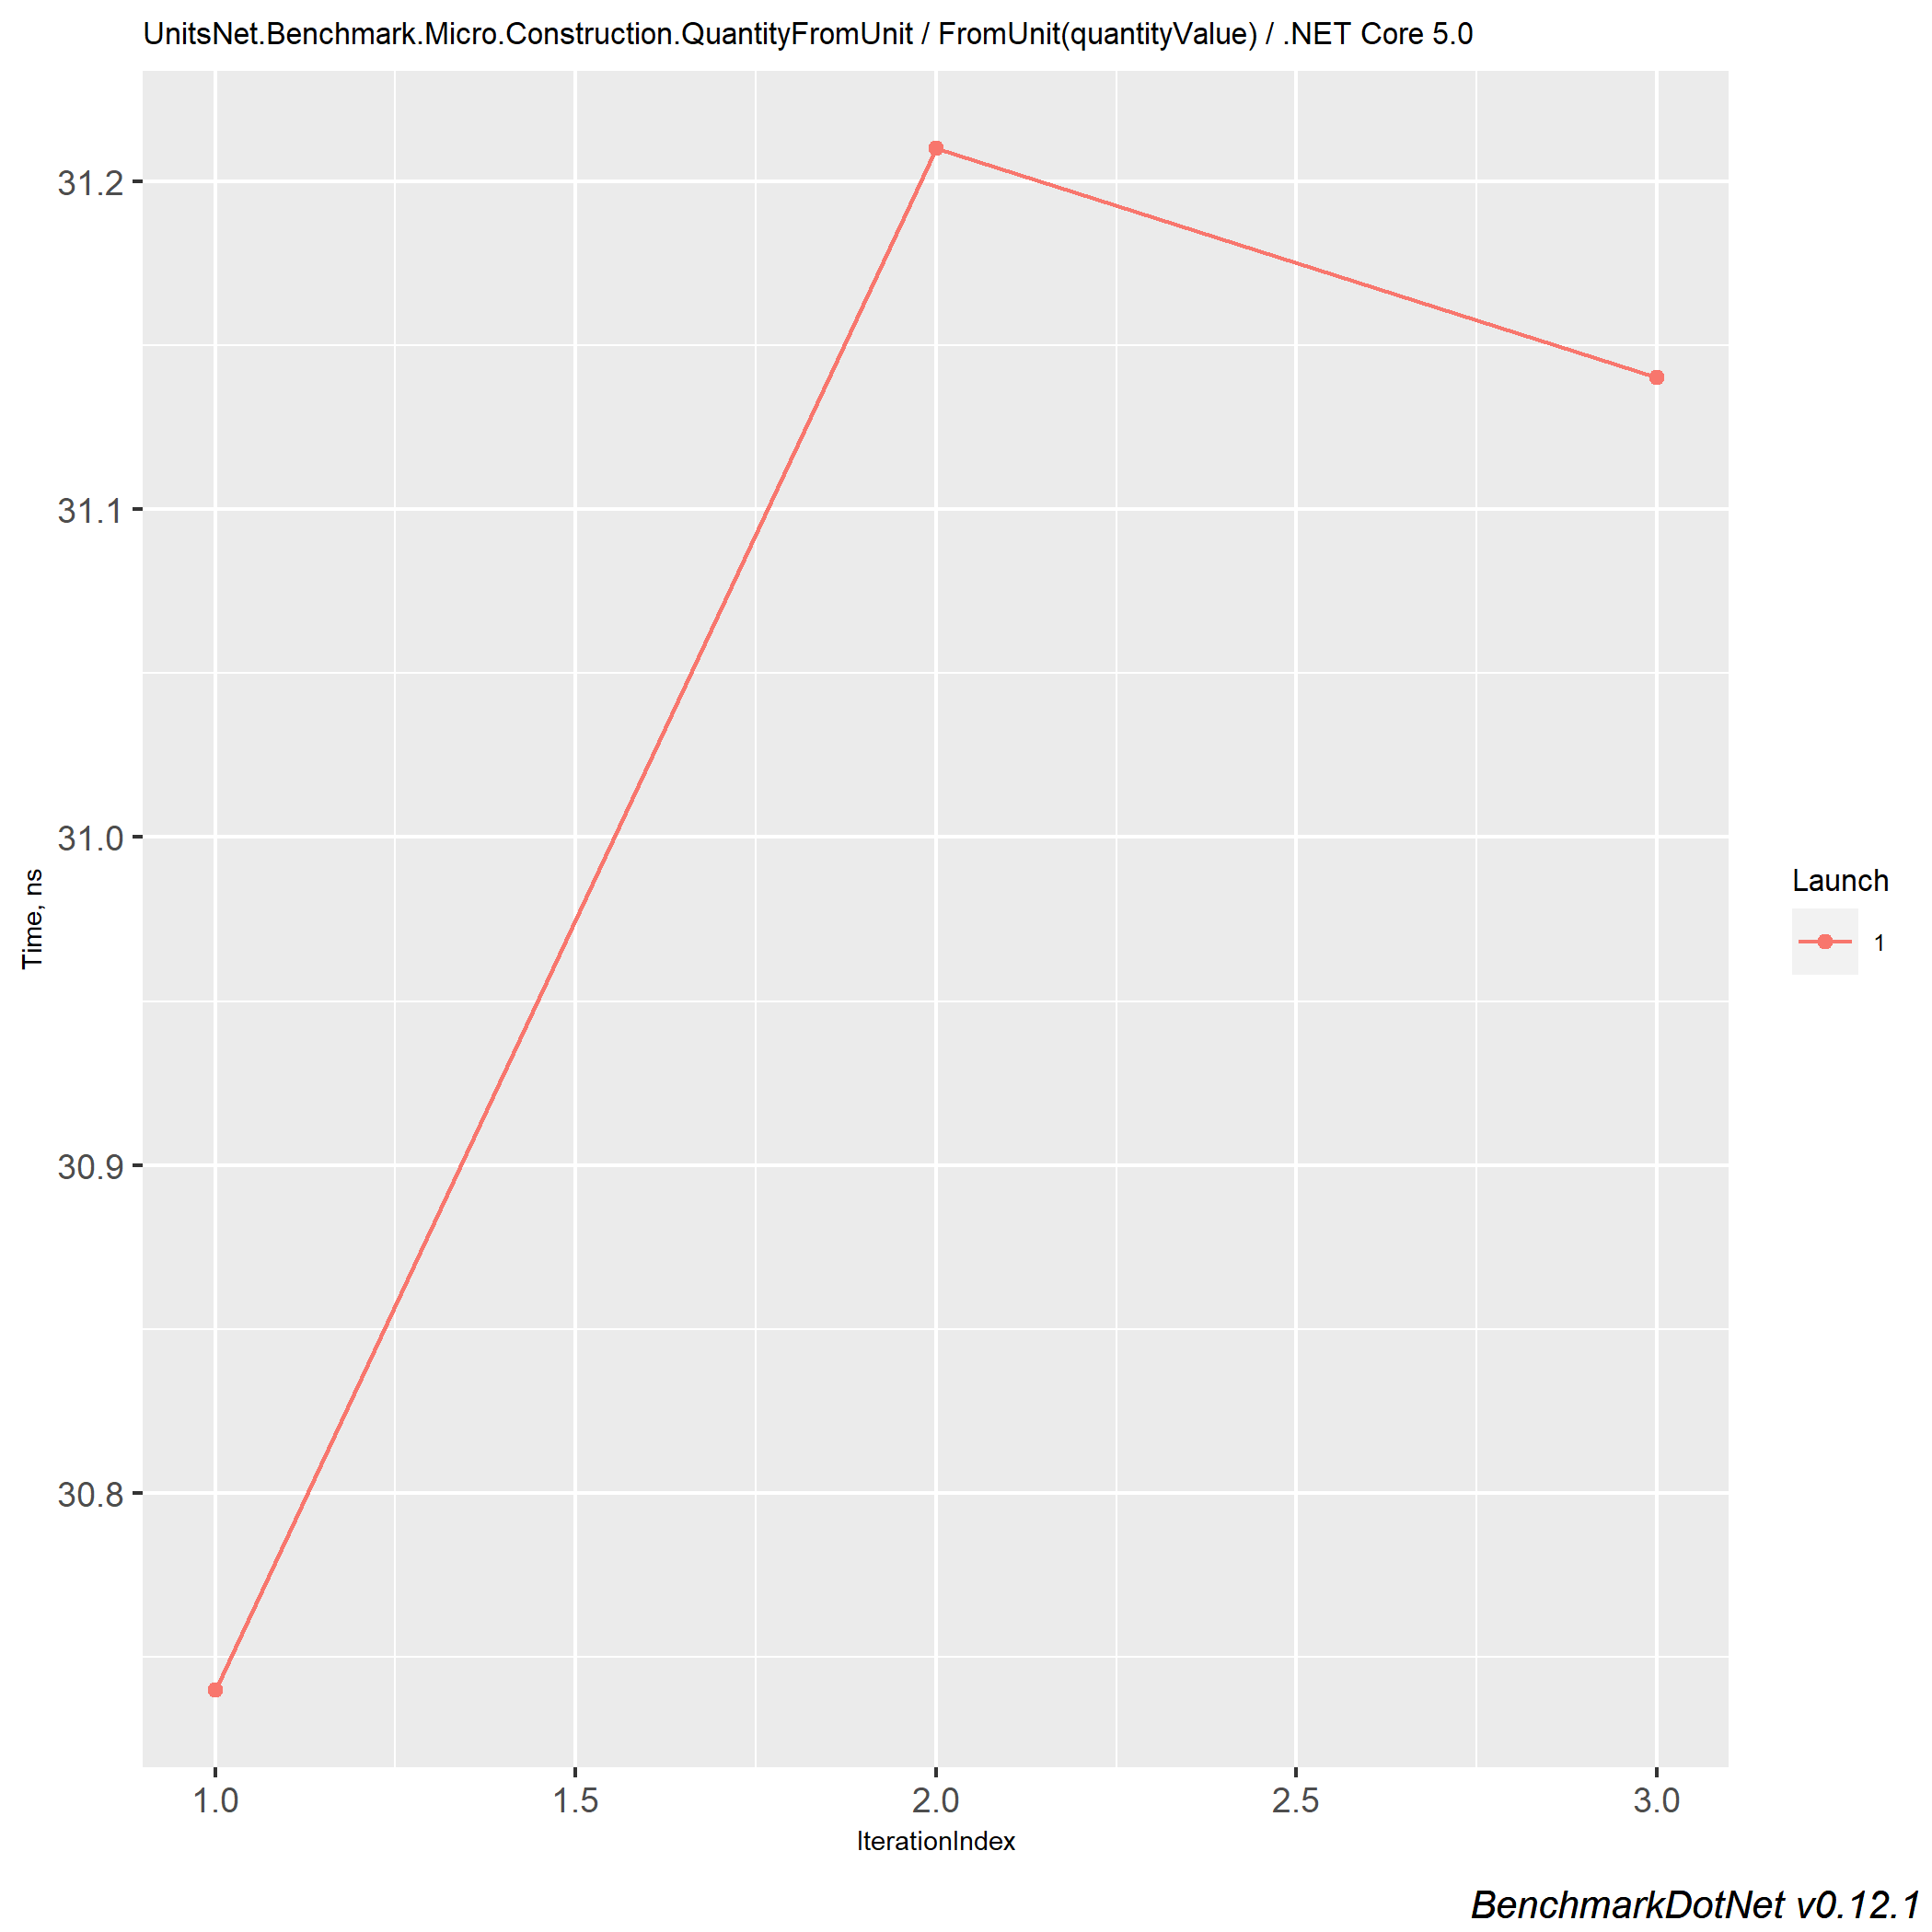 UnitsNet.Benchmark.Micro.Construction.QuantityFromUnit / FromUnit(quantityValue) / .NET Core 5.0
31.2
31.1
31.0
30.9
30.8
Time, ns
1.0 1.5 2.0 2.5 3.0
IterationIndex
Launch
1
BenchmarkDotNet v0.12.1